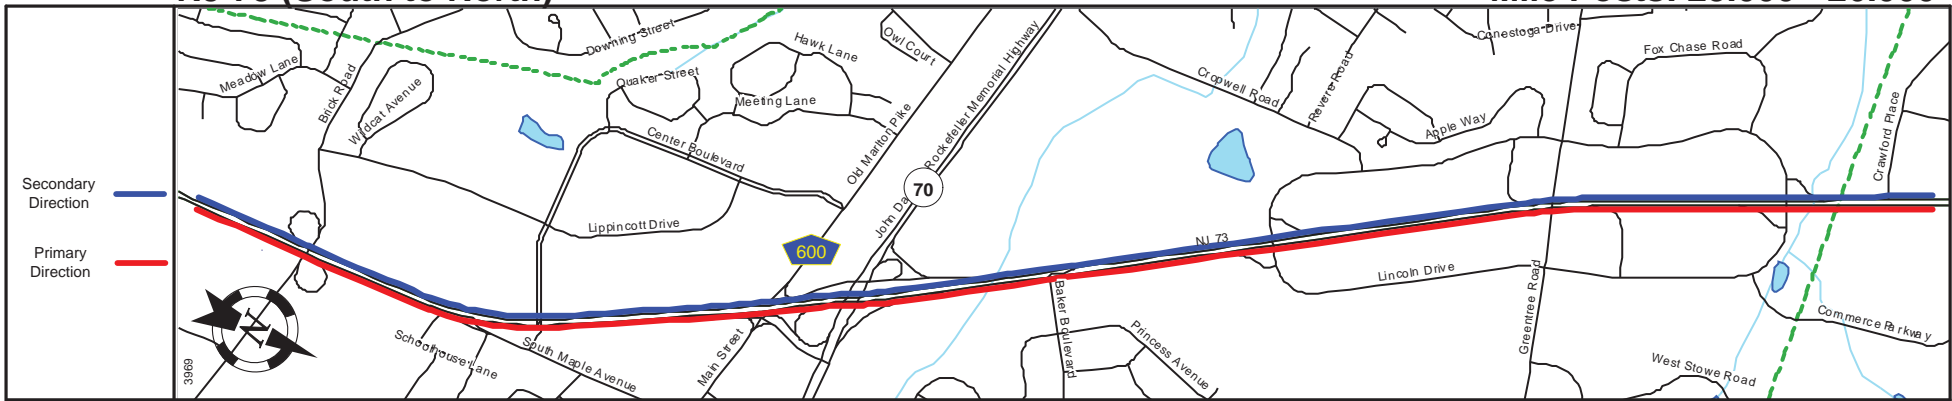 Secondary
Direction
Primary
Direction
Meadow Lane
Brick Road
Wildcat Avenue
Downing Street
Quaker Street
Hawk Lane
Owl Court
Meeting Lane
Center Boulevard
Old Marlton Pike
Rockefeller Memorial Highway
70
John Da
Lippincott Drive
600
NJ 73
Cropwell Road
Revere Road
Apple Way
Conestoga Drive
Fox Chase Road
Crawford Place
Lincoln Drive
Greentree Road
Baker Boulevard
Princess Avenue
Commerce Parkway
West Stowe Road
Main Street
South Maple Avenue
Schoolhouse Lane
N
3969